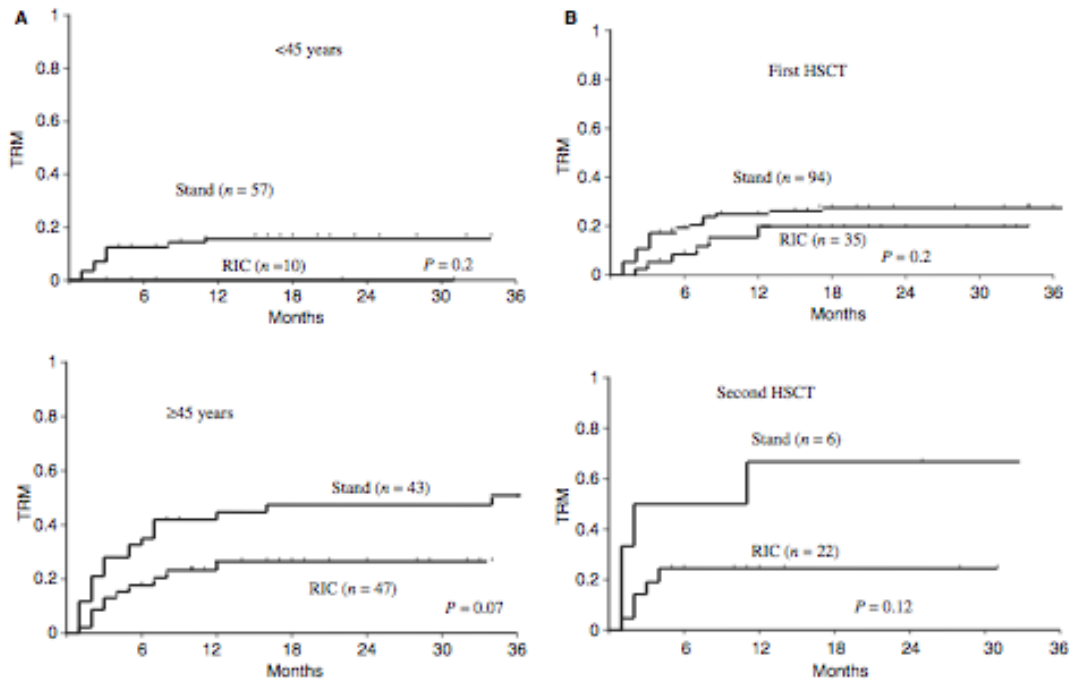 A
<45 years
1
0.8
0.6
0.4
0.2
0
TRM
Stand (n = 57)
RIC (n =10)
P = 0.2
6
12
18
24
30
36
Months
≥45 years
1
0.8
0.6
0.4
0.2
0
TRM
Stand (n = 43)
RIC (n = 47)
P = 0.07
6
12
18
24
30
36
Months
B
First HSCT
1
0.8
0.6
0.4
0.2
0
TRM
Stand (n = 94)
RIC (n = 35)
P = 0.2
6
12
18
24
30
36
Months
Second HSCT
1
0.8
0.6
0.4
0.2
0
TRM
Stand (n = 6)
RIC (n = 22)
P = 0.12
6
12
18
24
30
36
Months